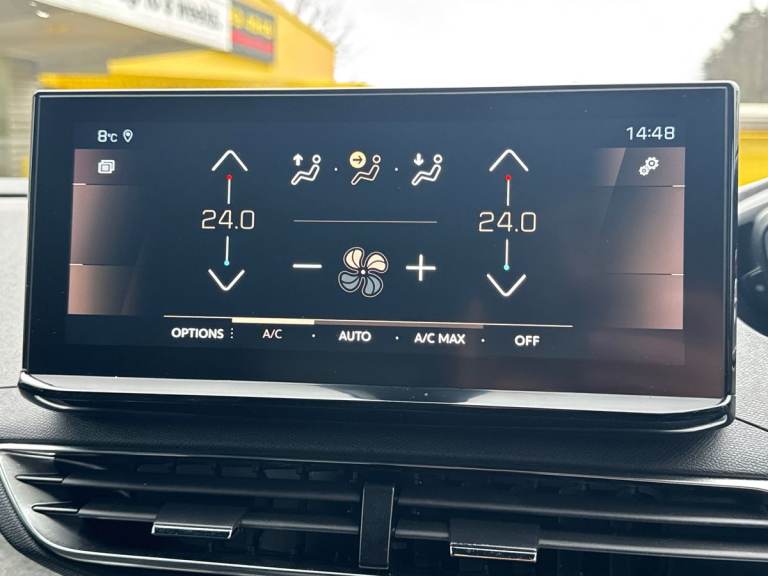 8°C 14:48
24.0 24.0
OPTIONS A/C AUTO A/C MAX OFF